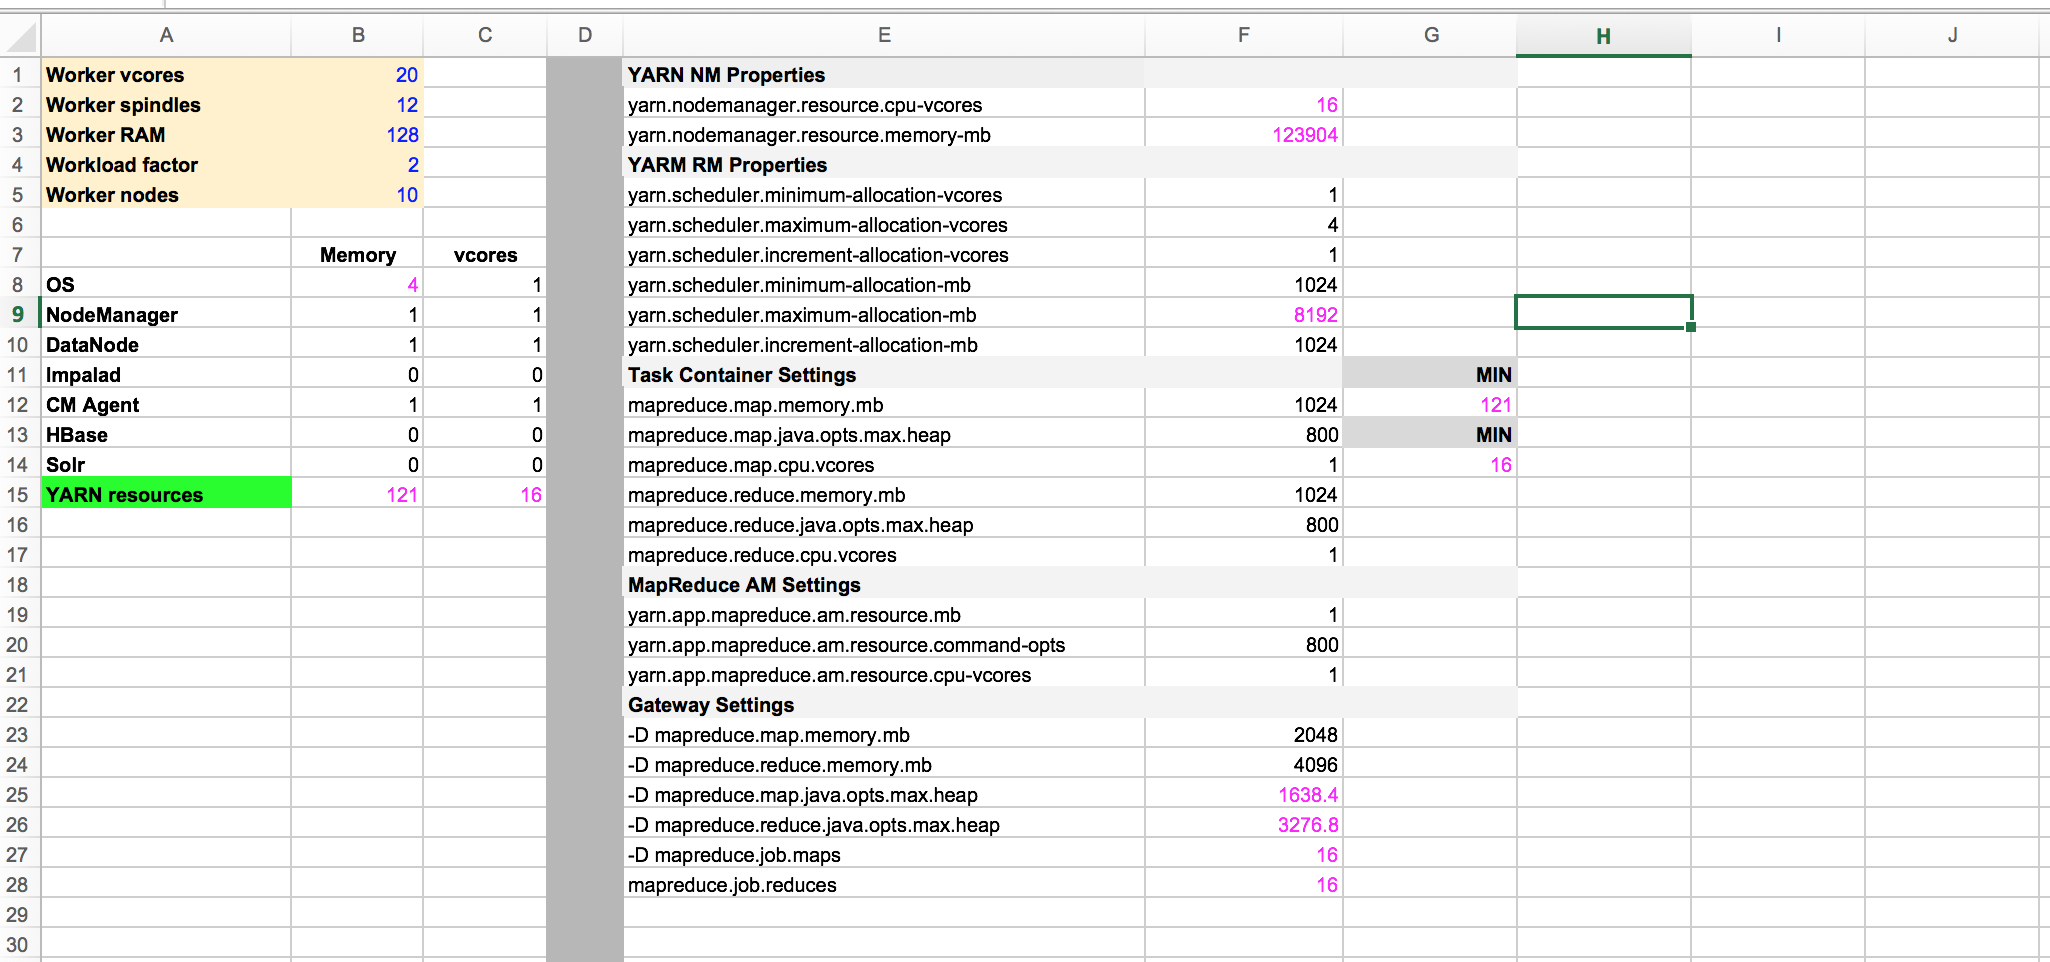 A B C D E F G H I J
1 Worker vcores 20 YARN NM Properties
2 Worker spindles 12 yarn.nodemanager.resource.cpu-vcores 16
3 Worker RAM 128 yarn.nodemanager.resource.memory-mb 123904
4 Workload factor 2 YARM RM Properties
5 Worker nodes 10 yarn.scheduler.minimum-allocation-vcores 1
6 yarn.scheduler.maximum-allocation-vcores 4
7 Memory vcores yarn.scheduler.increment-allocation-vcores 1
8 OS 4 1 yarn.scheduler.minimum-allocation-mb 1024
9 NodeManager 1 1 yarn.scheduler.maximum-allocation-mb 8192
10 DataNode 1 1 yarn.scheduler.increment-allocation-mb 1024
11 Impalad 0 0 Task Container Settings MIN
12 CM Agent 1 1 mapreduce.map.memory.mb 1024 121
13 HBase 0 0 mapreduce.map.java.opts.max.heap 800 MIN
14 Solr 0 0 mapreduce.map.cpu.vcores 1 16
15 YARN resources 121 16 mapreduce.reduce.memory.mb 1024
16 mapreduce.reduce.java.opts.max.heap 800
17 mapreduce.reduce.cpu.vcores 1
18 MapReduce AM Settings
19 yarn.app.mapreduce.am.resource.mb 1
20 yarn.app.mapreduce.am.resource.command-opts 800
21 yarn.app.mapreduce.am.resource.cpu-vcores 1
22 Gateway Settings
23 -D mapreduce.map.memory.mb 2048
24 -D mapreduce.reduce.memory.mb 4096
25 -D mapreduce.map.java.opts.max.heap 1638.4
26 -D mapreduce.reduce.java.opts.max.heap 3276.8
27 -D mapreduce.job.maps 16
28 mapreduce.job.reduces 16
29
30